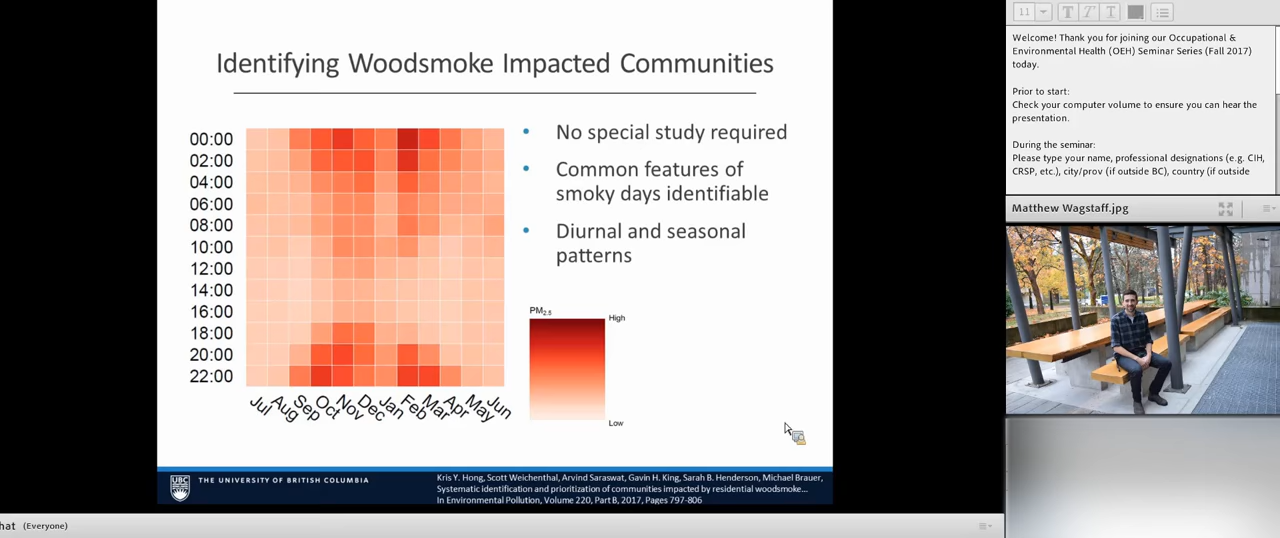 Identifying Woodsmoke Impacted Communities
00:00
02:00
04:00
06:00
08:00
10:00
12:00
14:00
16:00
18:00
20:00
22:00
Jul
Aug
Sep
Oct
Nov
Dec
Jan
Feb
Mar
Apr
May
Jun
• No special study required
• Common features of
smoky days identifiable
• Diurnal and seasonal
patterns
PM2.5
High
Low
UBC
THE UNIVERSITY OF BRITISH COLUMBIA
Kris Y. Hong, Scott Weichenthal, Arvind Saraswat, Gavin H. King, Sarah B. Henderson, Michael Brauer,
Systematic identification and prioritization of communities impacted by residential woodsmoke...
In Environmental Pollution, Volume 220, Part B, 2017, Pages 797-806
hat (Everyone)
11
T T T
Welcome! Thank you for joining our Occupational &
Environmental Health (OEH) Seminar Series (Fall 2017)
today.
Prior to start:
Check your computer volume to ensure you can hear the
presentation.
During the seminar:
Please type your name, professional designations (e.g. CIH,
CRSP, etc.), city/prov (if outside BC), country (if outside
Matthew Wagstaff.jpg